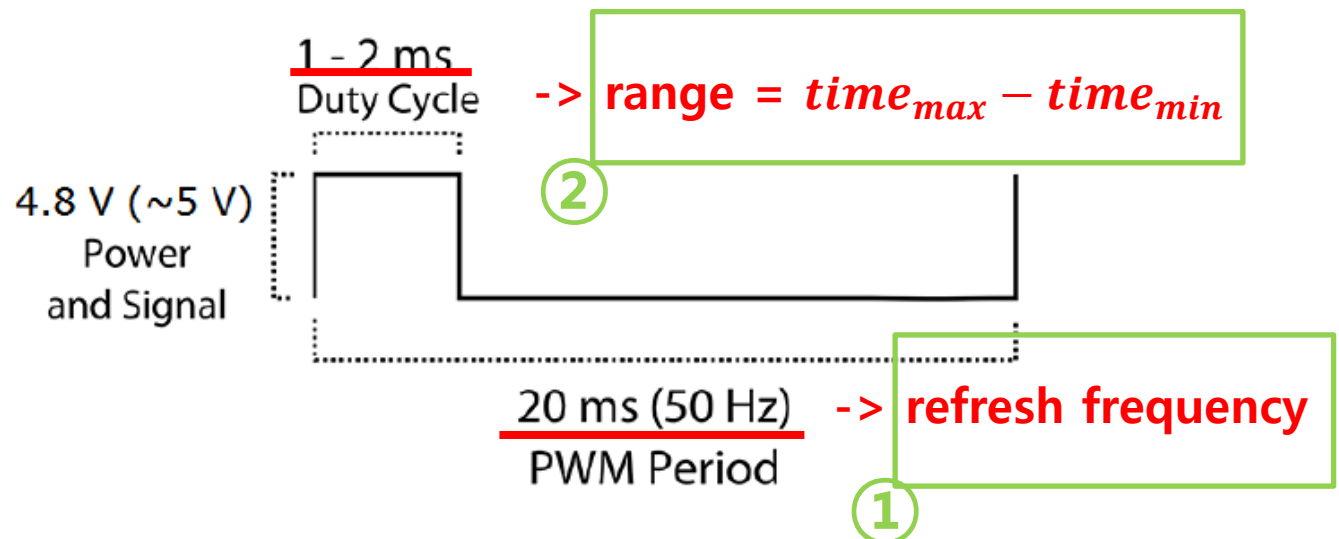 1 - 2 ms
Duty Cycle
-> range = time_max − time_min
②
4.8 V (~5 V)
Power
and Signal
20 ms (50 Hz)
PWM Period
-> refresh frequency
①